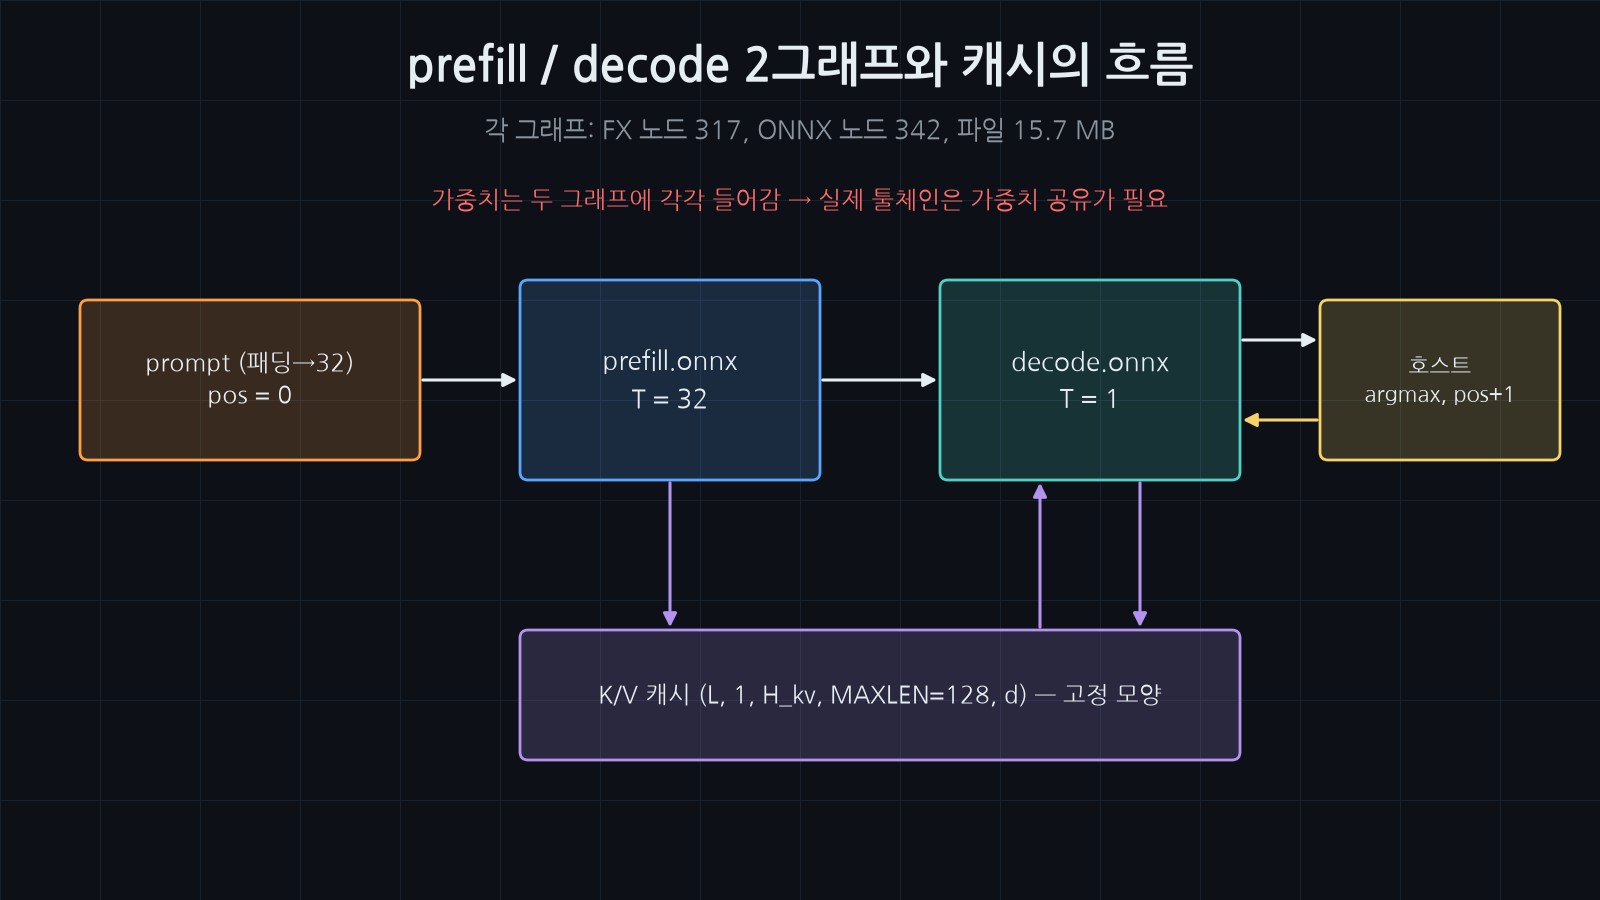 prefill / decode 2그래프와 캐시의 흐름
각 그래프: FX 노드 317, ONNX 노드 342, 파일 15.7 MB
가중치는 두 그래프에 각각 들어감 → 실제 툴체인은 가중치 공유가 필요
prompt (패딩→32)
pos = 0
prefill.onnx
T = 32
decode.onnx
T = 1
호스트
argmax, pos+1
K/V 캐시 (L, 1, H_kv, MAXLEN=128, d) — 고정 모양